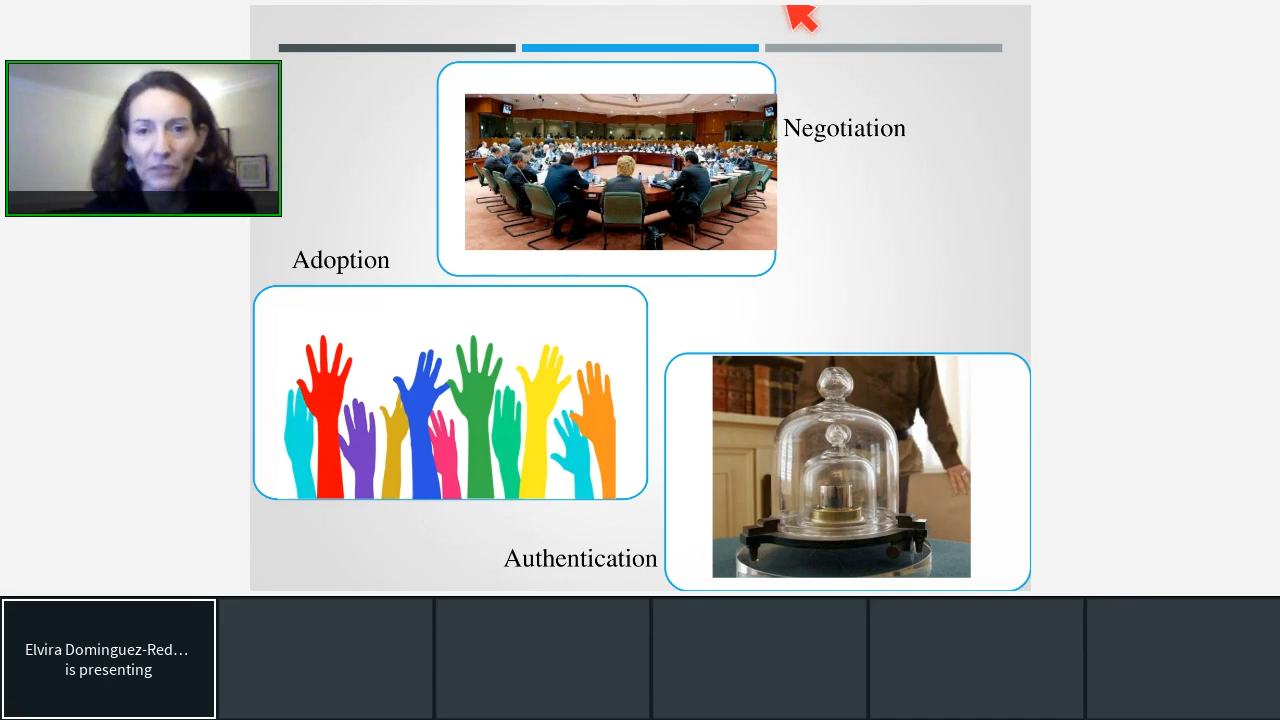 Negotiation
Adoption
Authentication
Elvira Dominguez-Red…
is presenting